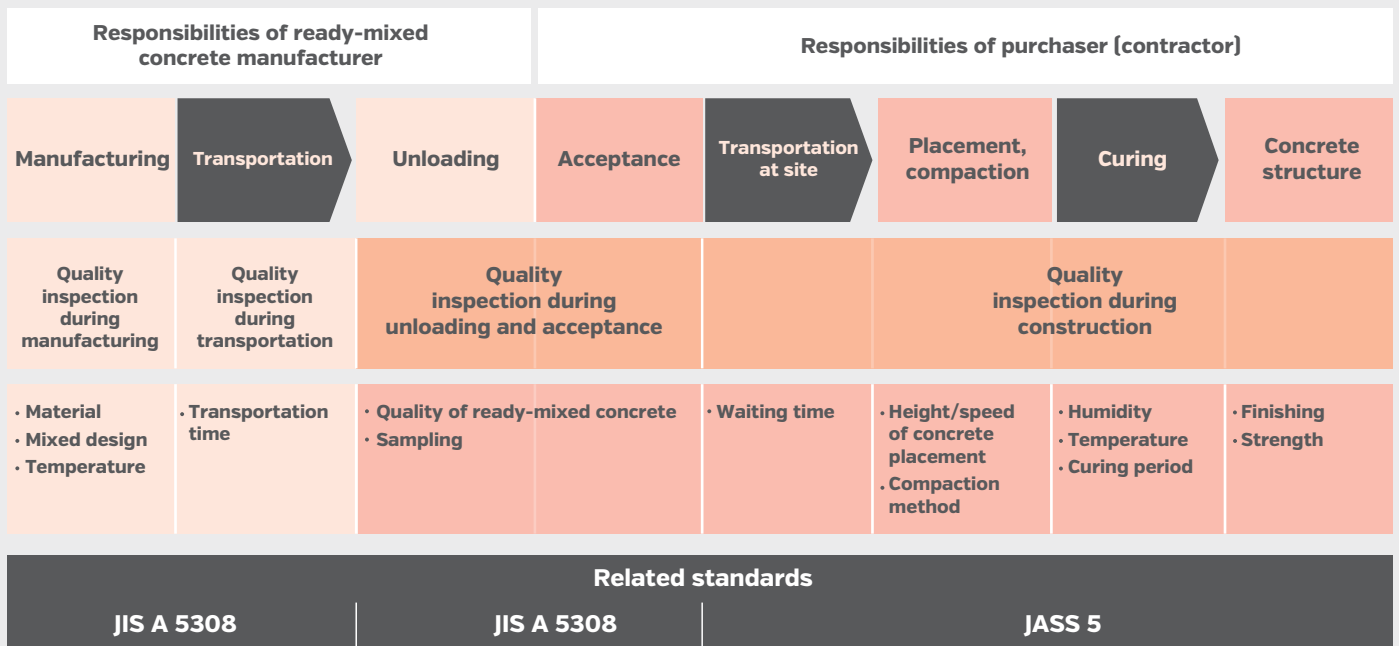 Responsibilities of ready-mixed
concrete manufacturer
Responsibilities of purchaser (contractor)
Manufacturing
Transportation
Unloading
Acceptance
Transportation
at site
Placement,
compaction
Curing
Concrete
structure
Quality
inspection
during
manufacturing
Quality
inspection
during
transportation
Quality
inspection during
unloading and acceptance
Quality
inspection during
construction
· Material
· Mixed design
· Temperature
· Transportation
time
· Quality of ready-mixed concrete
· Sampling
· Waiting time
· Height/speed
of concrete
placement
· Compaction
method
· Humidity
· Temperature
· Curing period
· Finishing
· Strength
Related standards
JIS A 5308
JIS A 5308
JASS 5